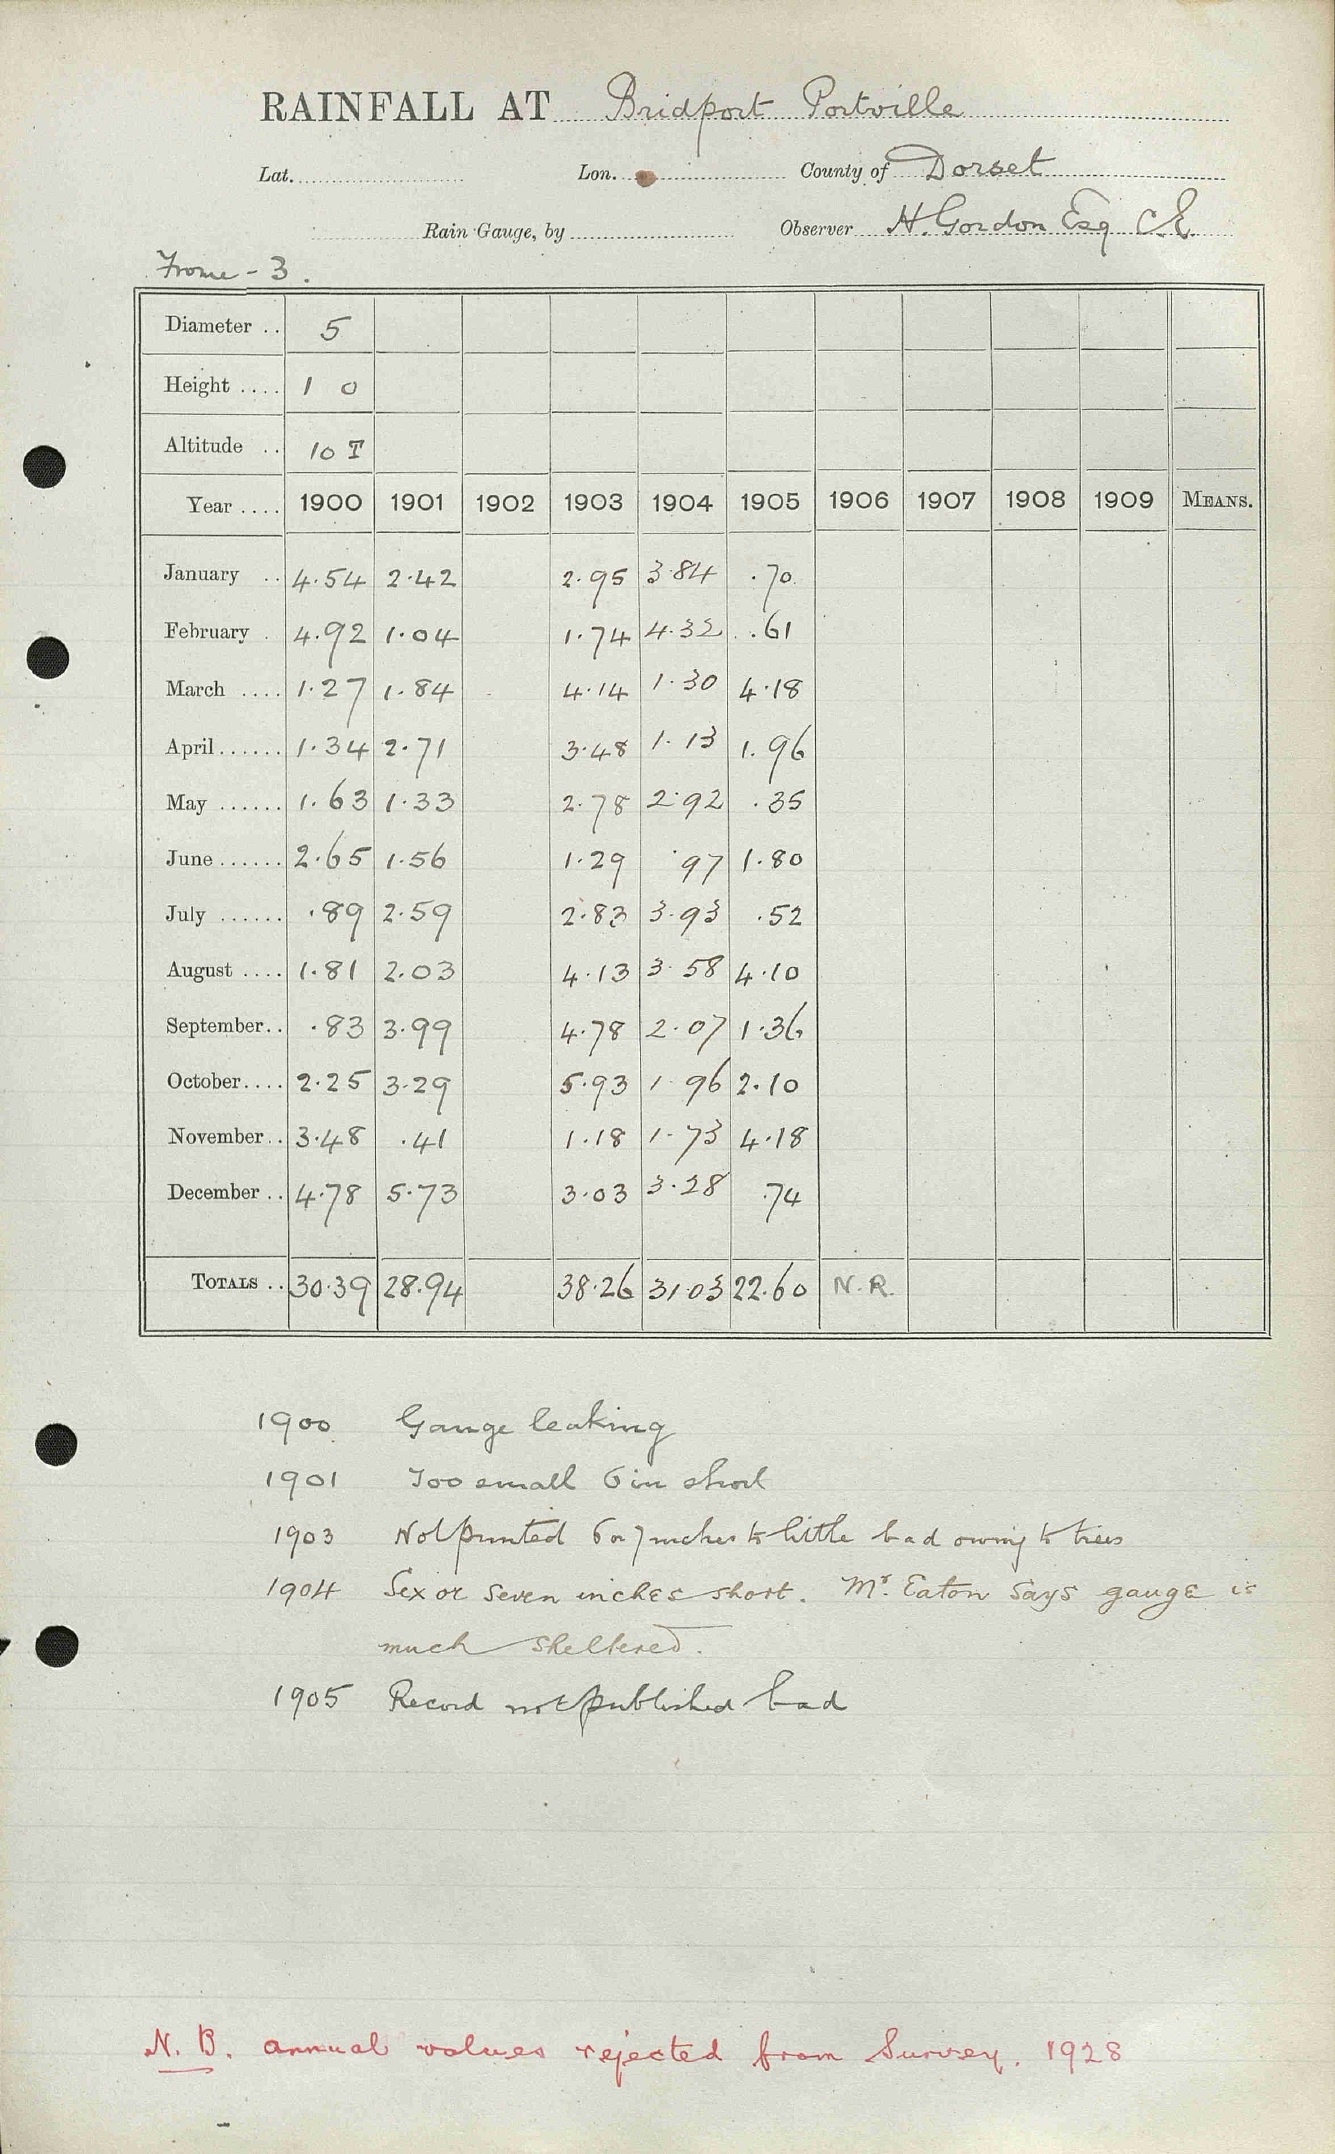 RAINFALL AT Bridport Portville
Lat. Lon. County of Dorset
Rain Gauge, by Observer H. Gordon Esq C.E.
Frome - 3.
Diameter .. 5
Height .... 1 0
Altitude .. 10 T
Year .... 1900 1901 1902 1903 1904 1905 1906 1907 1908 1909 MEANS.
January .. 4.54 2.42 2.95 3.84 .70
February . 4.92 1.04 1.74 4.32 .61
March .... 1.27 1.84 4.14 1.30 4.18
April ...... 1.34 2.71 3.48 1.13 1.96
May ...... 1.63 1.33 2.78 2.92 .35
June ...... 2.65 1.56 1.29 .97 1.80
July ...... .89 2.59 2.83 3.93 .52
August .... 1.81 2.03 4.13 3.58 4.10
September.. .83 3.99 4.78 2.07 1.36
October.... 2.25 3.29 5.93 1.96 2.10
November.. 3.48 .41 1.18 1.73 4.18
December .. 4.78 5.73 3.03 3.28 .74
TOTALS .. 30.39 28.94 38.26 31.03 22.60 N.R.
1900 Gauge leaking
1901 Too small 6 in short
1903 Not printed 6 or 7 inches to little bad owing to trees
1904 Six or seven inches short. Mr. Eaton says gauge is
much sheltered.
1905 Record not published bad
N.B. annual values rejected from Survey. 1928